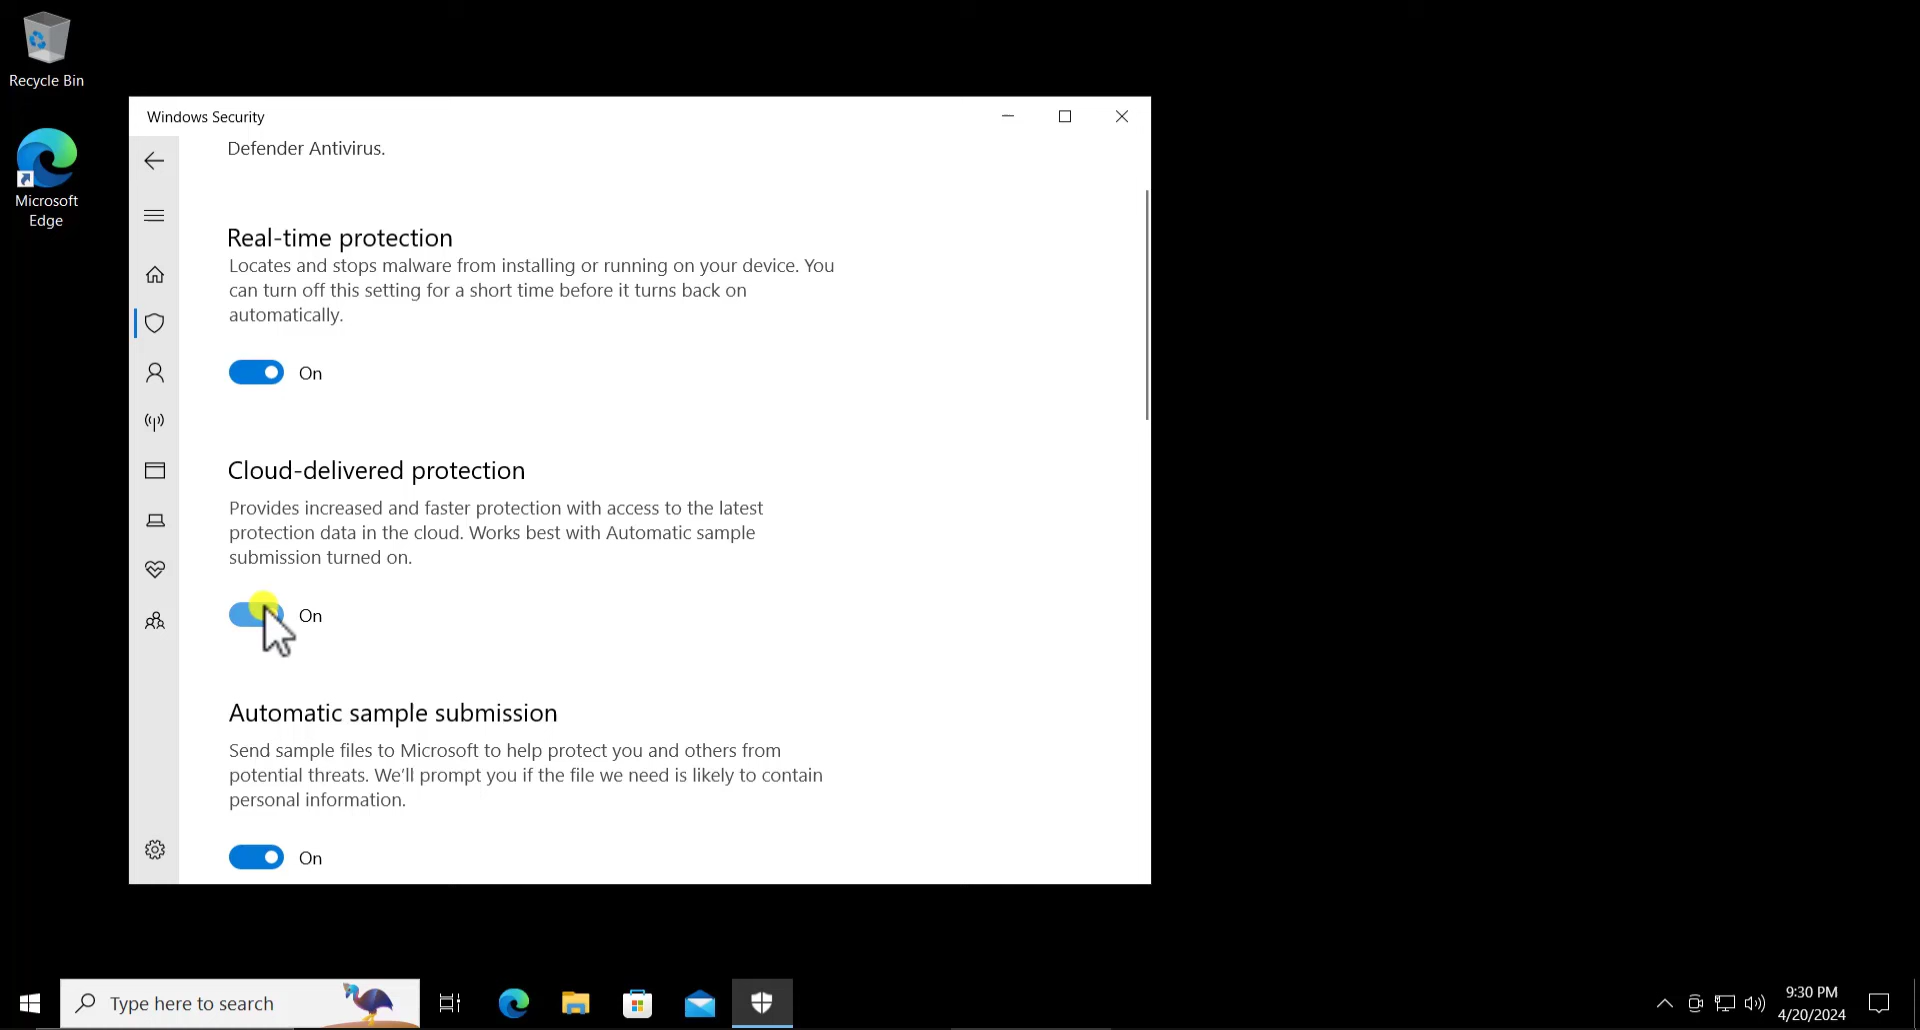 Recycle Bin
Microsoft
Edge
Windows Security
Defender Antivirus.
Real-time protection
Locates and stops malware from installing or running on your device. You
can turn off this setting for a short time before it turns back on
automatically.
On
Cloud-delivered protection
Provides increased and faster protection with access to the latest
protection data in the cloud. Works best with Automatic sample
submission turned on.
On
Automatic sample submission
Send sample files to Microsoft to help protect you and others from
potential threats. We'll prompt you if the file we need is likely to contain
personal information.
On
Type here to search
9:30 PM
4/20/2024